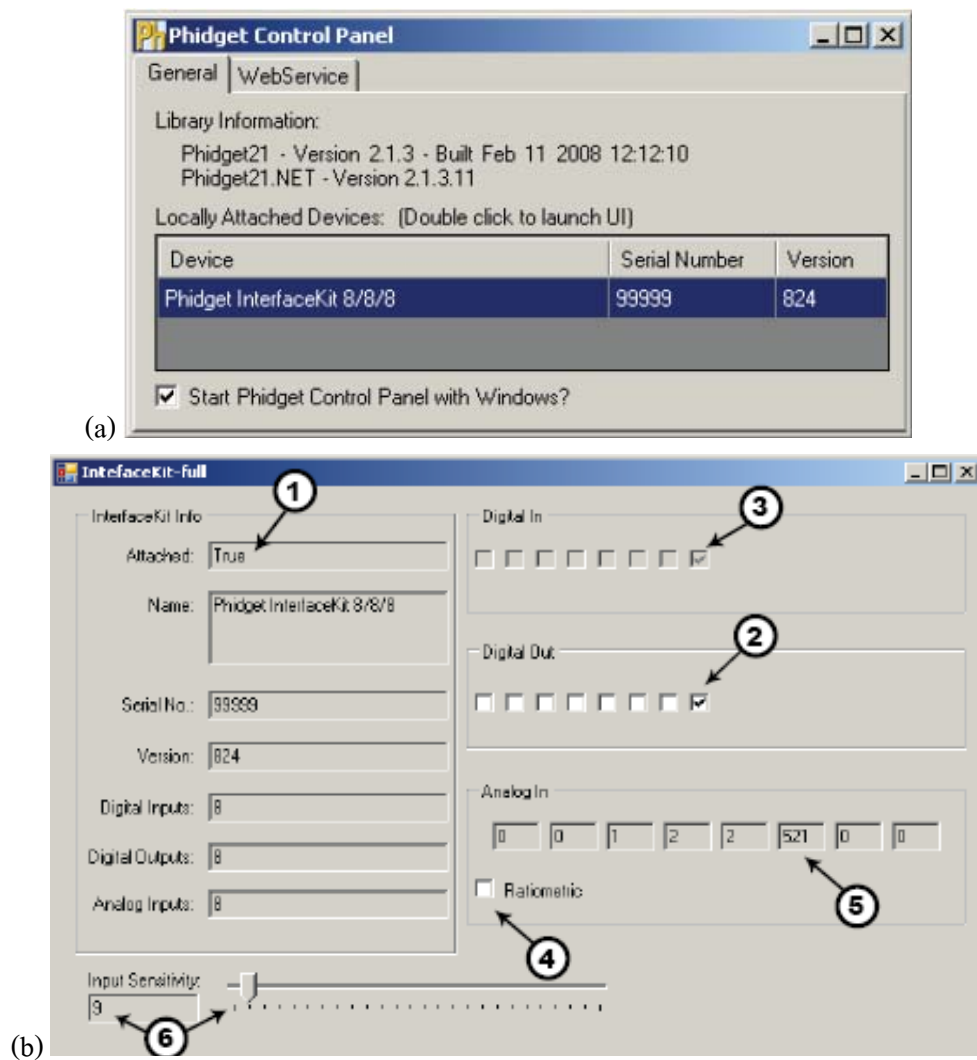 Phidget Control Panel
General WebService
Library Information:
Phidget21 - Version 2.1.3 - Built Feb 11 2008 12:12:10
Phidget21.NET - Version 2.1.3.11
Locally Attached Devices: (Double click to launch UI)
Device Serial Number Version
Phidget InterfaceKit 8/8/8 99999 824
Start Phidget Control Panel with Windows?
(a)
IntefaceKit-full
1
InterfaceKit Info
Attached: True
Name: Phidget InterfaceKit 8/8/8
Serial No.: 99999
Version: 824
Digital Inputs: 8
Digital Outputs: 8
Analog Inputs: 8
Digital In
3
Digital Out
2
Analog In
0 0 1 2 2 521 0 0
Ratiometric
5
4
Input Sensitivity:
9
6
(b)